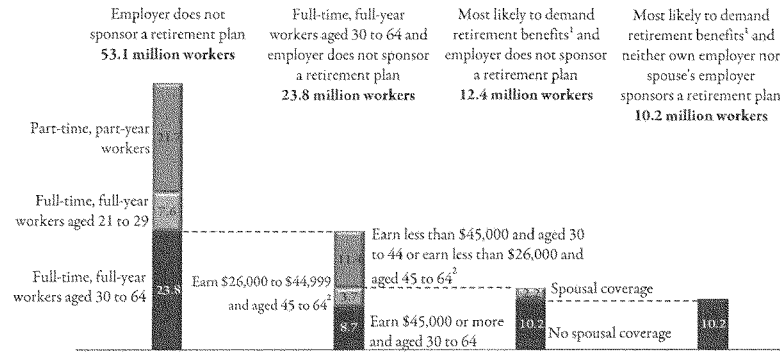 Employer does not
sponsor a retirement plan
53.1 million workers
Full-time, full-year
workers aged 30 to 64 and
employer does not sponsor
a retirement plan
23.8 million workers
Most likely to demand
retirement benefits¹ and
employer does not sponsor
a retirement plan
12.4 million workers
Most likely to demand
retirement benefits¹ and
neither own employer nor
spouse's employer
sponsors a retirement plan
10.2 million workers
Part-time, part-year
workers
Full-time, full-year
workers aged 21 to 29
7.6
Full-time, full-year
workers aged 30 to 64
23.8
Earn less than $45,000 and aged 30
to 44 or earn less than $26,000 and
aged 45 to 64²
Earn $26,000 to $44,999
and aged 45 to 64²
3.7
Earn $45,000 or more
and aged 30 to 64
8.7
Spousal coverage
10.2
No spousal coverage
10.2